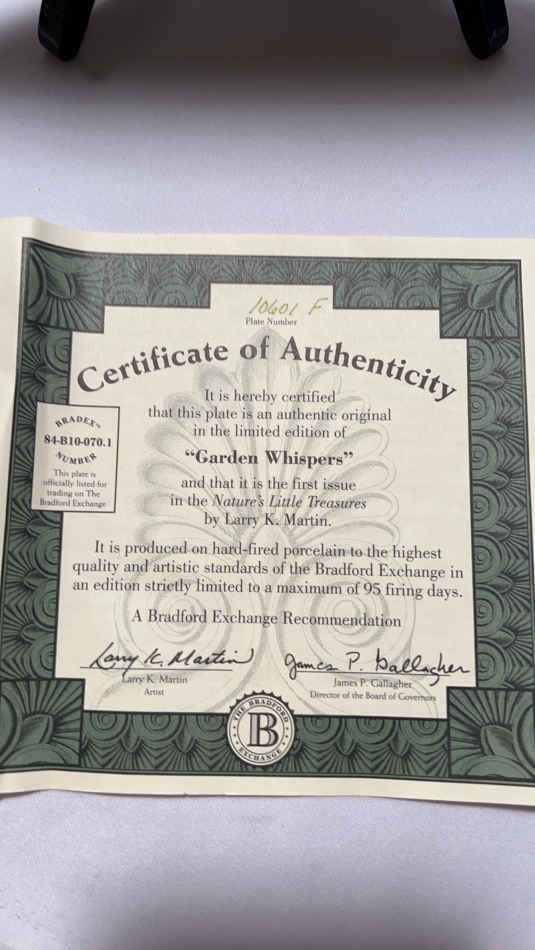 10601 F
Plate Number
Certificate of Authenticity
It is hereby certified
that this plate is an authentic original
in the limited edition of
“Garden Whispers”
and that it is the first issue
in the Nature's Little Treasures
by Larry K. Martin.
BRADEX™
84-B10-070.1
NUMBER
This plate is
officially listed for
trading on The
Bradford Exchange
It is produced on hard-fired porcelain to the highest
quality and artistic standards of the Bradford Exchange in
an edition strictly limited to a maximum of 95 firing days.
A Bradford Exchange Recommendation
Larry K. Martin
Larry K. Martin
Artist
James P. Gallagher
James P. Gallagher
Director of the Board of Governors
THE BRADFORD
B
EXCHANGE